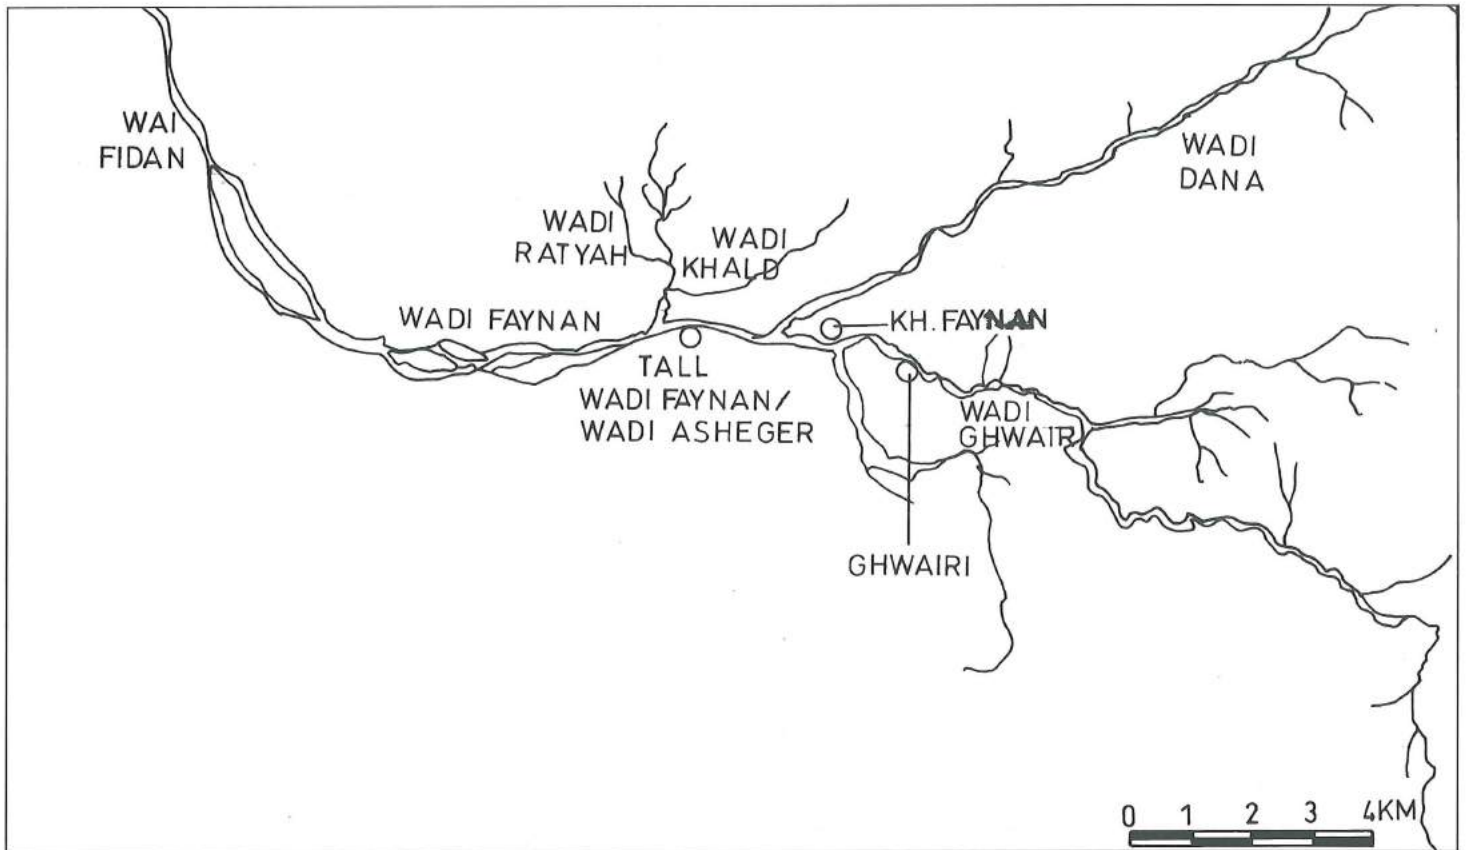 WAI
FIDAN
WADI
DANA
WADI
RATYAH
WADI
KHALD
WADI FAYNAN
KH. FAYNAN
TALL
WADI FAYNAN/
WADI ASHEGER
WADI
GHWAIR
GHWAIRI
0 1 2 3 4KM